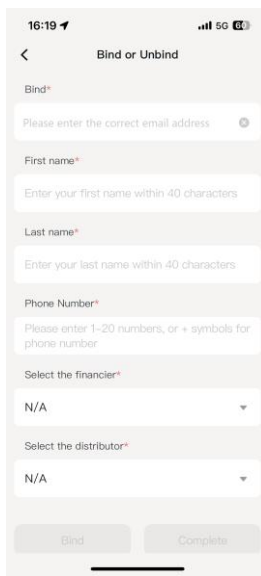 16:19
5G 60
Bind or Unbind
Bind*
Please enter the correct email address
First name*
Enter your first name within 40 characters
Last name*
Enter your last name within 40 characters
Phone Number*
Please enter 1-20 numbers, or + symbols for
phone number
Select the financier*
N/A
Select the distributor*
N/A
Bind Complete